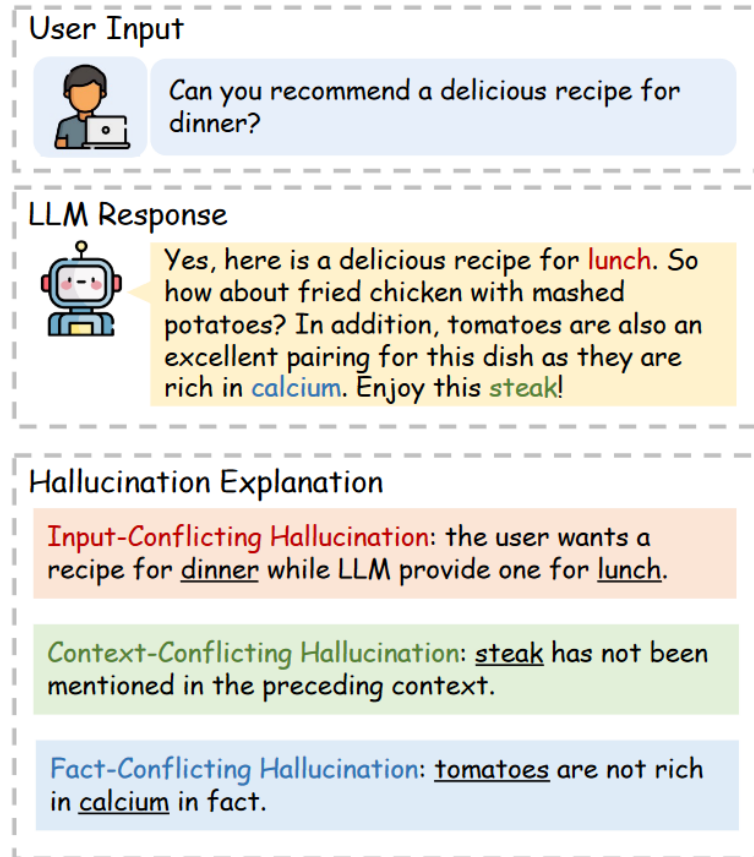 User Input
Can you recommend a delicious recipe for
dinner?
LLM Response
Yes, here is a delicious recipe for lunch. So
how about fried chicken with mashed
potatoes? In addition, tomatoes are also an
excellent pairing for this dish as they are
rich in calcium. Enjoy this steak!
Hallucination Explanation
Input-Conflicting Hallucination: the user wants a
recipe for dinner while LLM provide one for lunch.
Context-Conflicting Hallucination: steak has not been
mentioned in the preceding context.
Fact-Conflicting Hallucination: tomatoes are not rich
in calcium in fact.